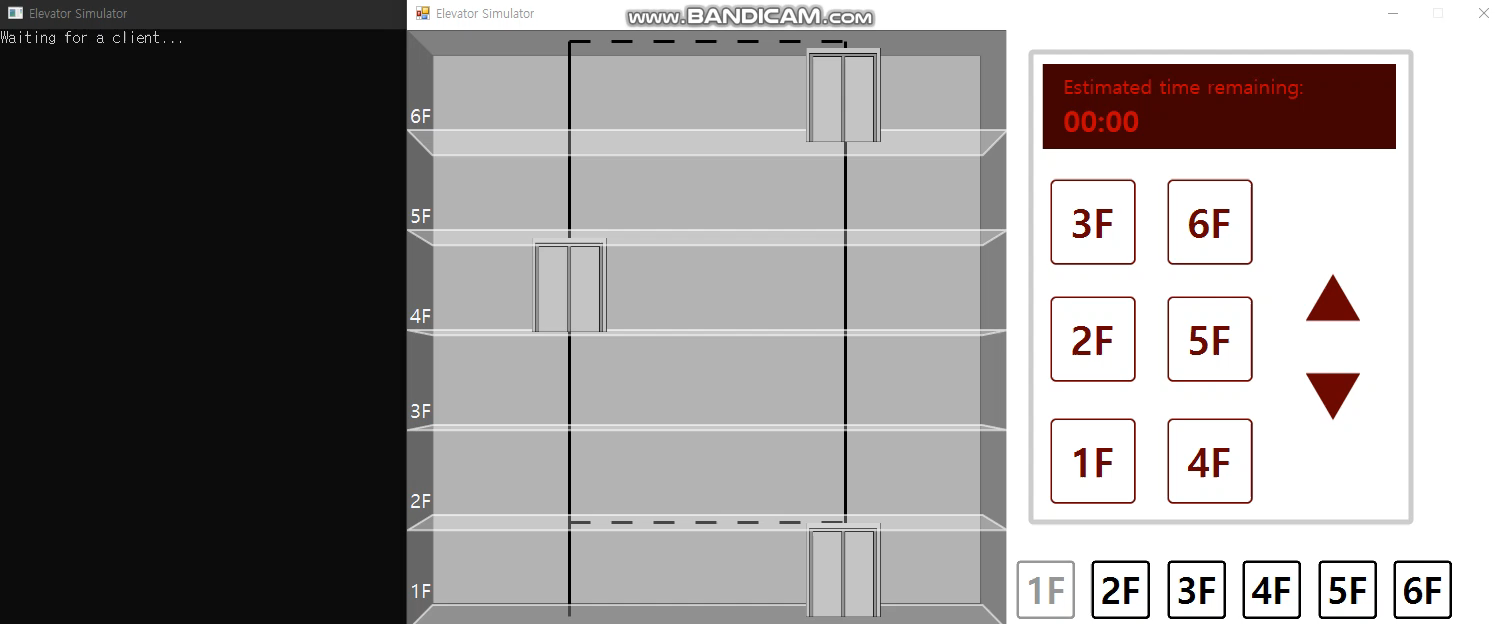 Elevator Simulator
Waiting for a client...
Elevator Simulator
www.BANDICAM.com
6F
5F
4F
3F
2F
1F
Estimated time remaining:
00:00
3F 6F
2F 5F
1F 4F
1F 2F 3F 4F 5F 6F